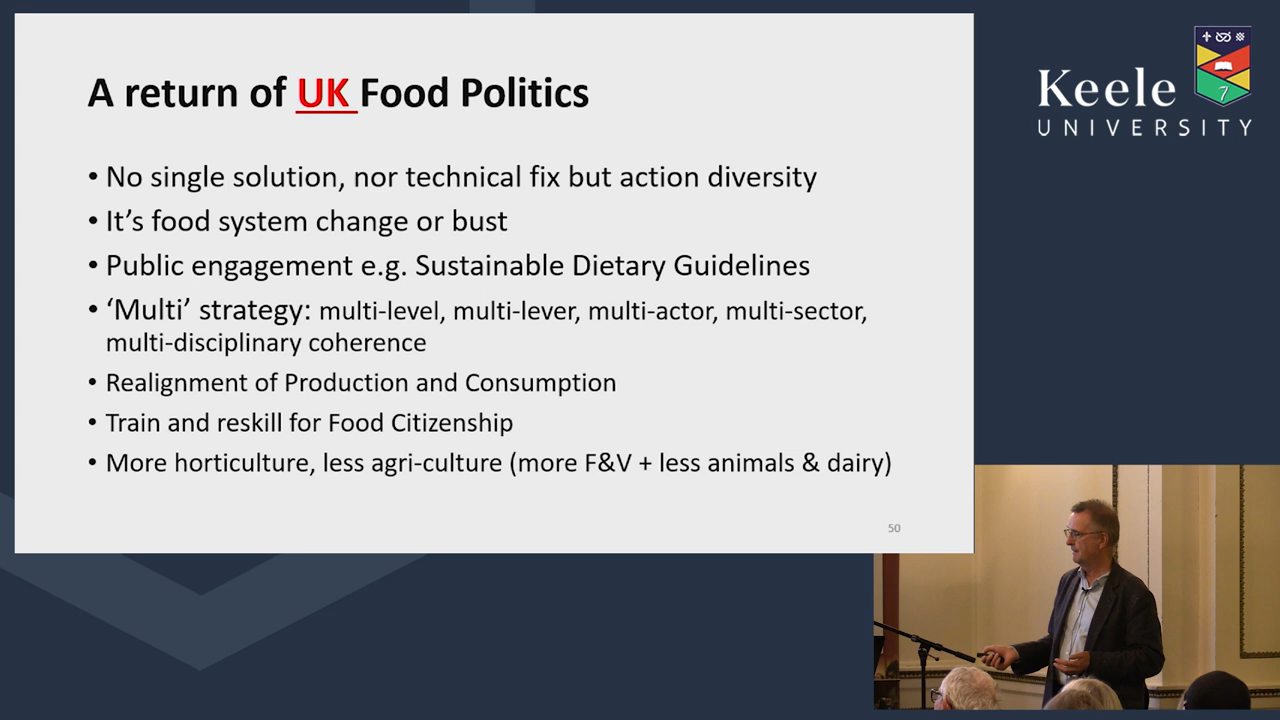 A return of UK Food Politics
• No single solution, nor technical fix but action diversity
• It’s food system change or bust
• Public engagement e.g. Sustainable Dietary Guidelines
• ‘Multi’ strategy: multi-level, multi-lever, multi-actor, multi-sector,
multi-disciplinary coherence
• Realignment of Production and Consumption
• Train and reskill for Food Citizenship
• More horticulture, less agri-culture (more F&V + less animals & dairy)
50
Keele
UNIVERSITY